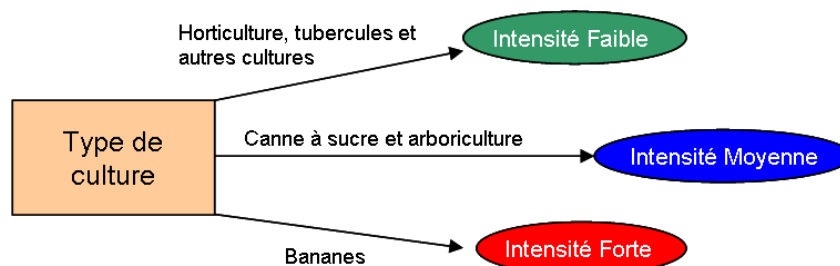 Horticulture, tubercules et
autres cultures
Intensité Faible
Type de
culture
Canne à sucre et arboriculture
Intensité Moyenne
Bananes
Intensité Forte